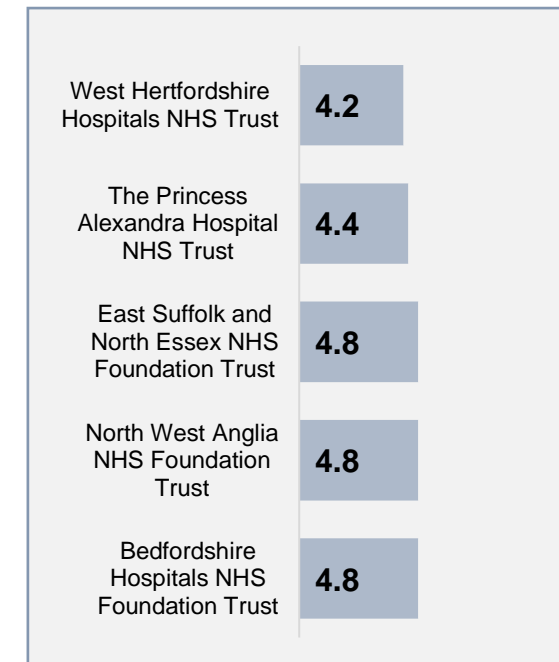 West Hertfordshire
Hospitals NHS Trust
4.2
The Princess
Alexandra Hospital
NHS Trust
4.4
East Suffolk and
North Essex NHS
Foundation Trust
4.8
North West Anglia
NHS Foundation
Trust
4.8
Bedfordshire
Hospitals NHS
Foundation Trust
4.8